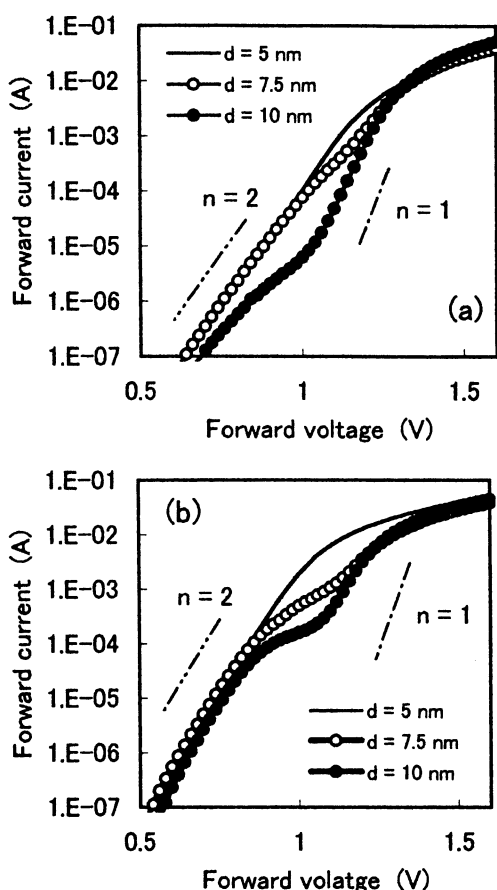 1.E-01
1.E-02
1.E-03
1.E-04
1.E-05
1.E-06
1.E-07
Forward current (A)
d = 5 nm
d = 7.5 nm
d = 10 nm
n = 2
n = 1
(a)
0.5
1
1.5
Forward voltage (V)
(b)
1.E-01
1.E-02
1.E-03
1.E-04
1.E-05
1.E-06
1.E-07
Forward current (A)
n = 2
n = 1
d = 5 nm
d = 7.5 nm
d = 10 nm
0.5
1
1.5
Forward volatge (V)